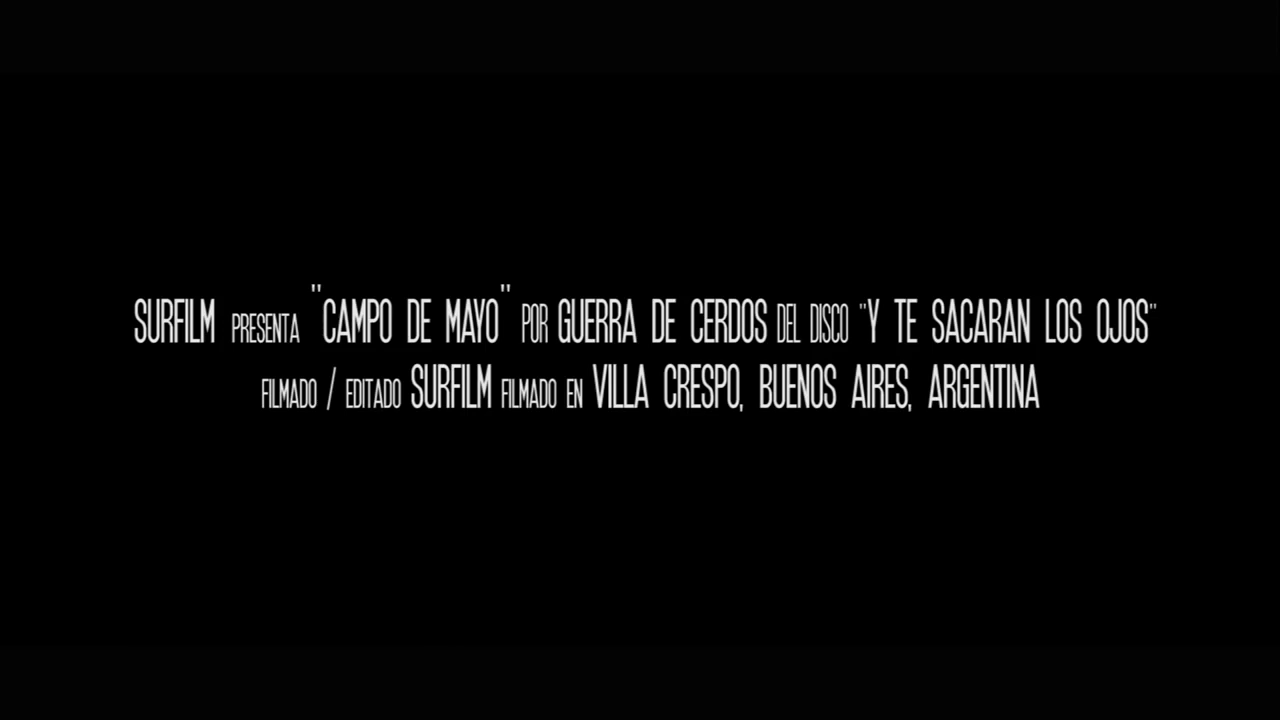 SURFILM PRESENTA "CAMPO DE MAYO" POR GUERRA DE CERDOS DEL DISCO "Y TE SACARAN LOS OJOS"
FILMADO / EDITADO SURFILM FILMADO EN VILLA CRESPO, BUENOS AIRES, ARGENTINA